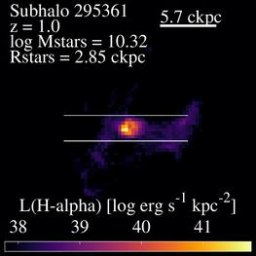 Subhalo 295361
5.7 ckpc
z = 1.0
log Mstars = 10.32
Rstars = 2.85 ckpc
L(H-alpha) [log erg s⁻¹ kpc⁻²]
38 39 40 41